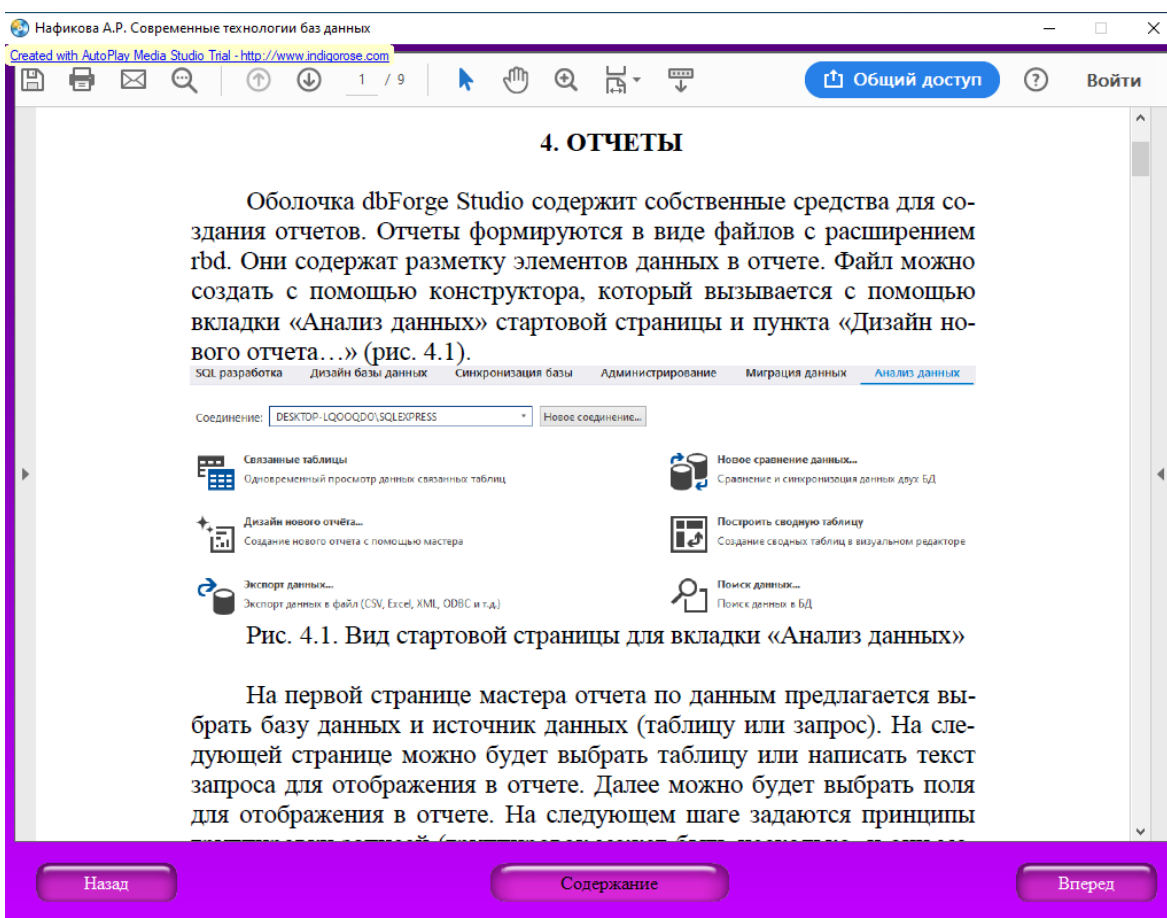 Нафикова А.Р. Современные технологии баз данных
Created with AutoPlay Media Studio Trial - http://www.indigorose.com
1 / 9
Общий доступ
Войти
4. ОТЧЕТЫ
Оболочка dbForge Studio содержит собственные средства для со-
здания отчетов. Отчеты формируются в виде файлов с расширением
rbd. Они содержат разметку элементов данных в отчете. Файл можно
создать с помощью конструктора, который вызывается с помощью
вкладки «Анализ данных» стартовой страницы и пункта «Дизайн но-
вого отчета…» (рис. 4.1).
SQL разработка Дизайн базы данных Синхронизация базы Администрирование Миграция данных Анализ данных
Соединение: DESKTOP-LQOOQDO\SQLEXPRESS Новое соединение...
Связанные таблицы
Одновременный просмотр данных связанных таблиц
Новое сравнение данных...
Сравнение и синхронизация данных двух БД
Дизайн нового отчёта...
Создание нового отчета с помощью мастера
Построить сводную таблицу
Создание сводных таблиц в визуальном редакторе
Экспорт данных...
Экспорт данных в файл (CSV, Excel, XML, ODBC и т.д.)
Поиск данных...
Поиск данных в БД
Рис. 4.1. Вид стартовой страницы для вкладки «Анализ данных»
На первой странице мастера отчета по данным предлагается вы-
брать базу данных и источник данных (таблицу или запрос). На сле-
дующей странице можно будет выбрать таблицу или написать текст
запроса для отображения в отчете. Далее можно будет выбрать поля
для отображения в отчете. На следующем шаге задаются принципы
Назад
Содержание
Вперед